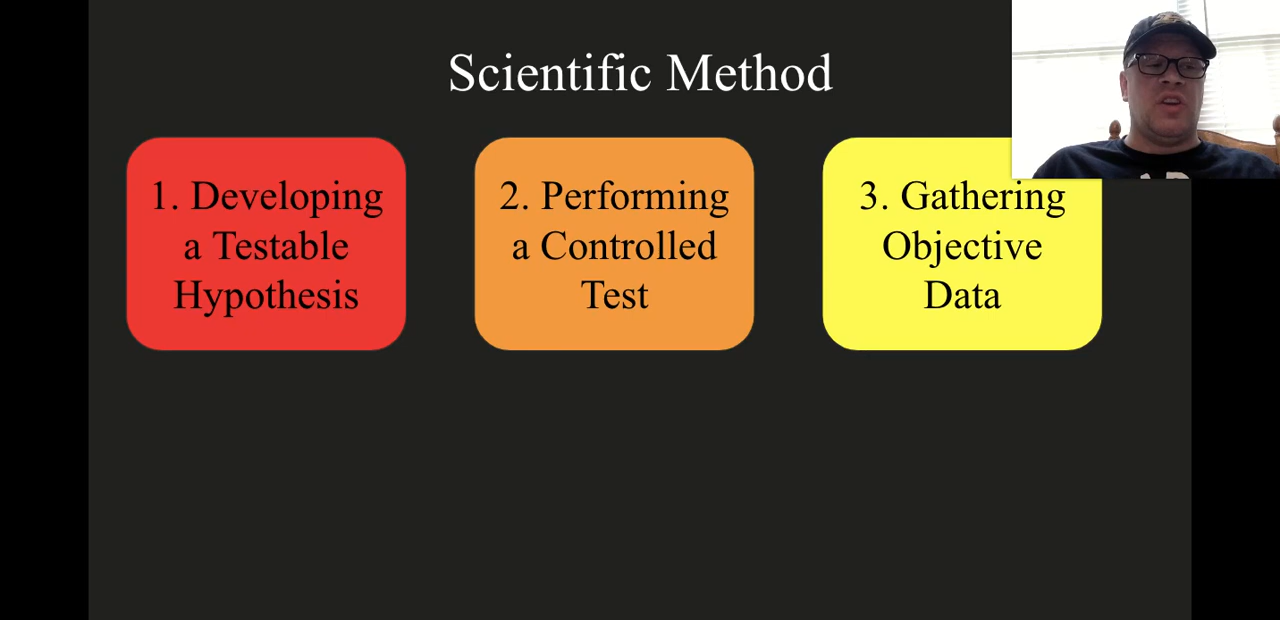 Scientific Method
1. Developing
a Testable
Hypothesis
2. Performing
a Controlled
Test
3. Gathering
Objective
Data